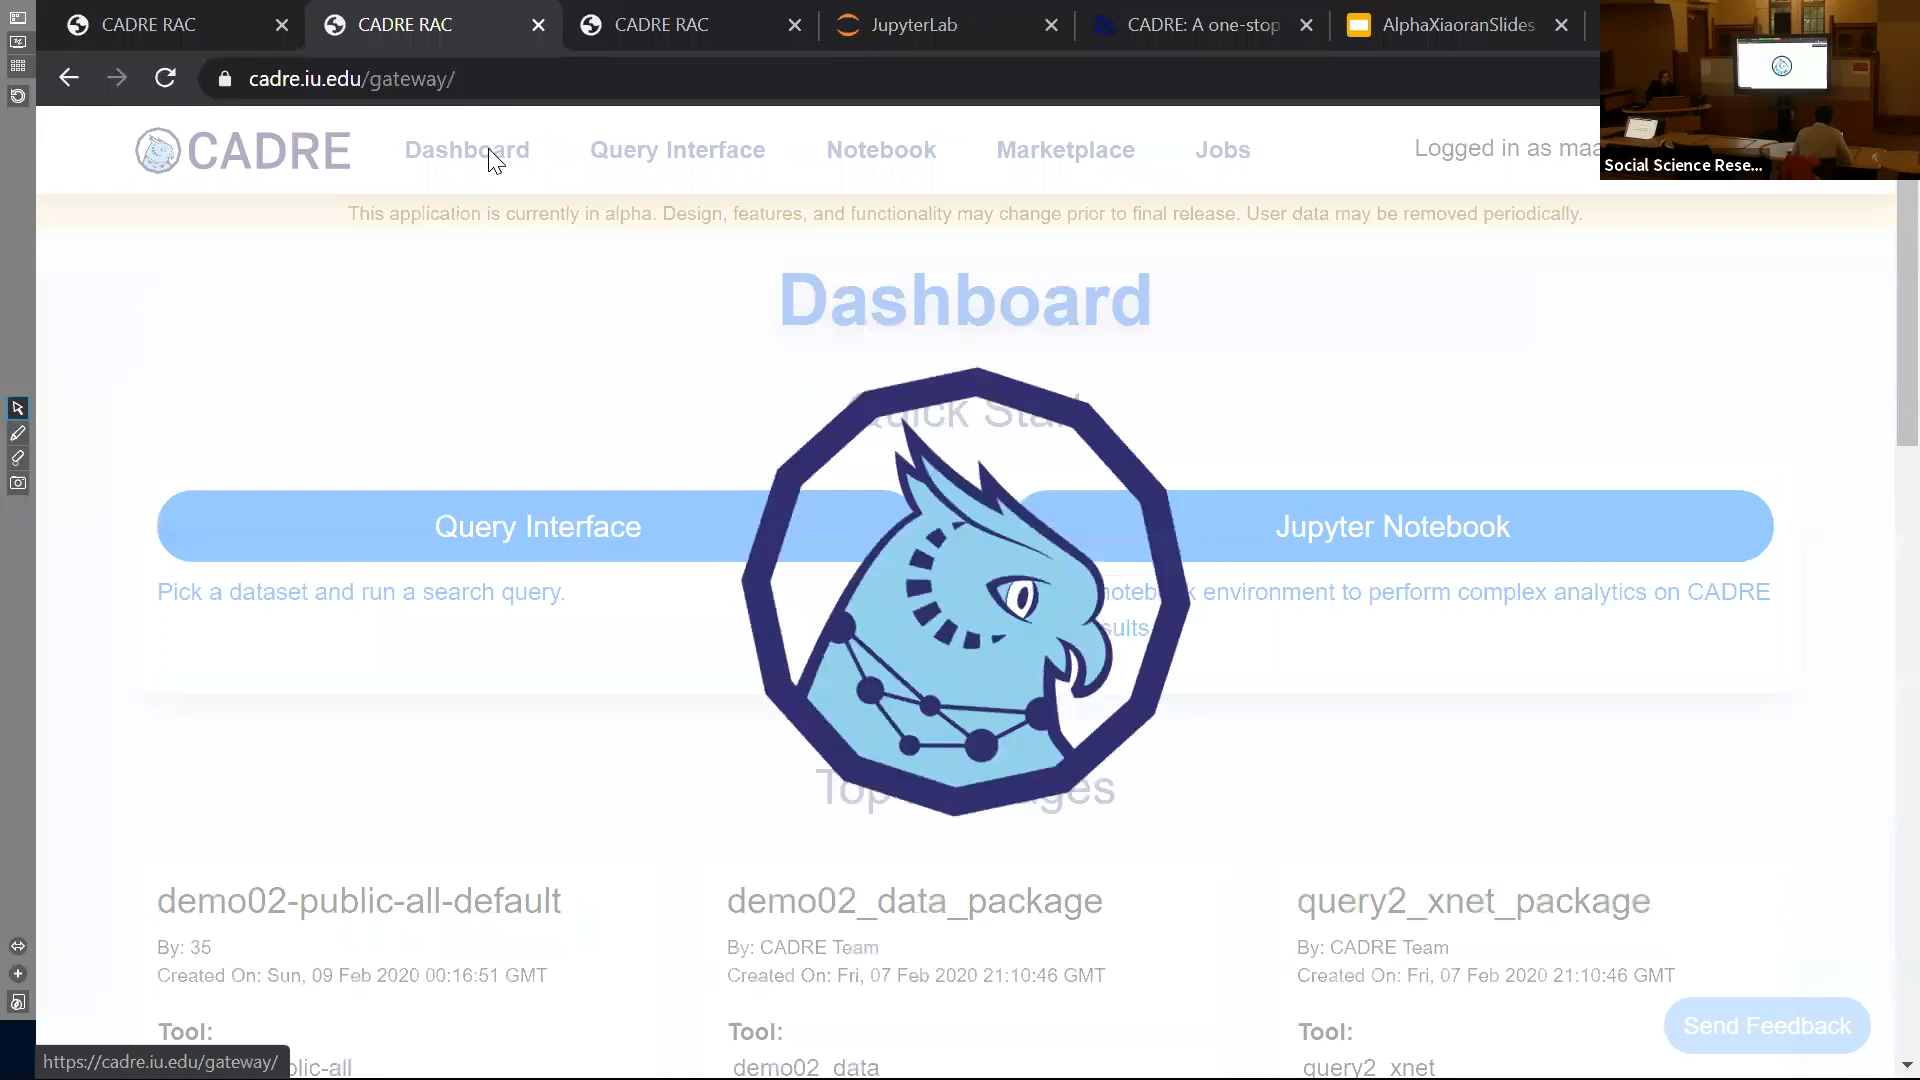 CADRE RAC
CADRE RAC
CADRE RAC
JupyterLab
CADRE: A one-stop
AlphaXiaoranSlides
cadre.iu.edu/gateway/
CADRE
Dashboard
Query Interface
Notebook
Marketplace
Jobs
Logged in as maa
Social Science Rese...
This application is currently in alpha. Design, features, and functionality may change prior to final release. User data may be removed periodically.
Dashboard
Query Interface
Pick a dataset and run a search query.
Jupyter Notebook
environment to perform complex analytics on CADRE
demo02-public-all-default
By: 35
Created On: Sun, 09 Feb 2020 00:16:51 GMT
Tool:
demo02_data_package
By: CADRE Team
Created On: Fri, 07 Feb 2020 21:10:46 GMT
Tool:
demo02_data
query2_xnet_package
By: CADRE Team
Created On: Fri, 07 Feb 2020 21:10:46 GMT
Tool:
query2_xnet
Send Feedback
https://cadre.iu.edu/gateway/